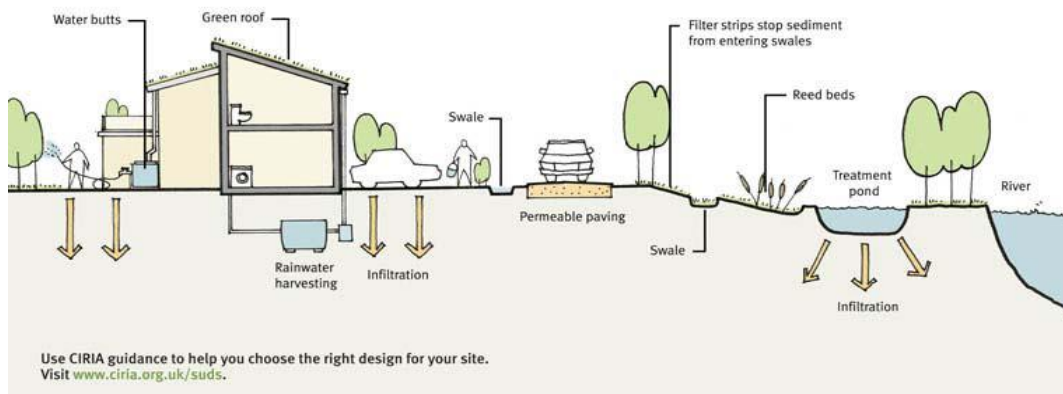 Water butts
Green roof
Filter strips stop sediment
from entering swales
Reed beds
Swale
Treatment
pond
River
Permeable paving
Swale
Rainwater
harvesting
Infiltration
Infiltration
Use CIRIA guidance to help you choose the right design for your site.
Visit www.ciria.org.uk/suds.